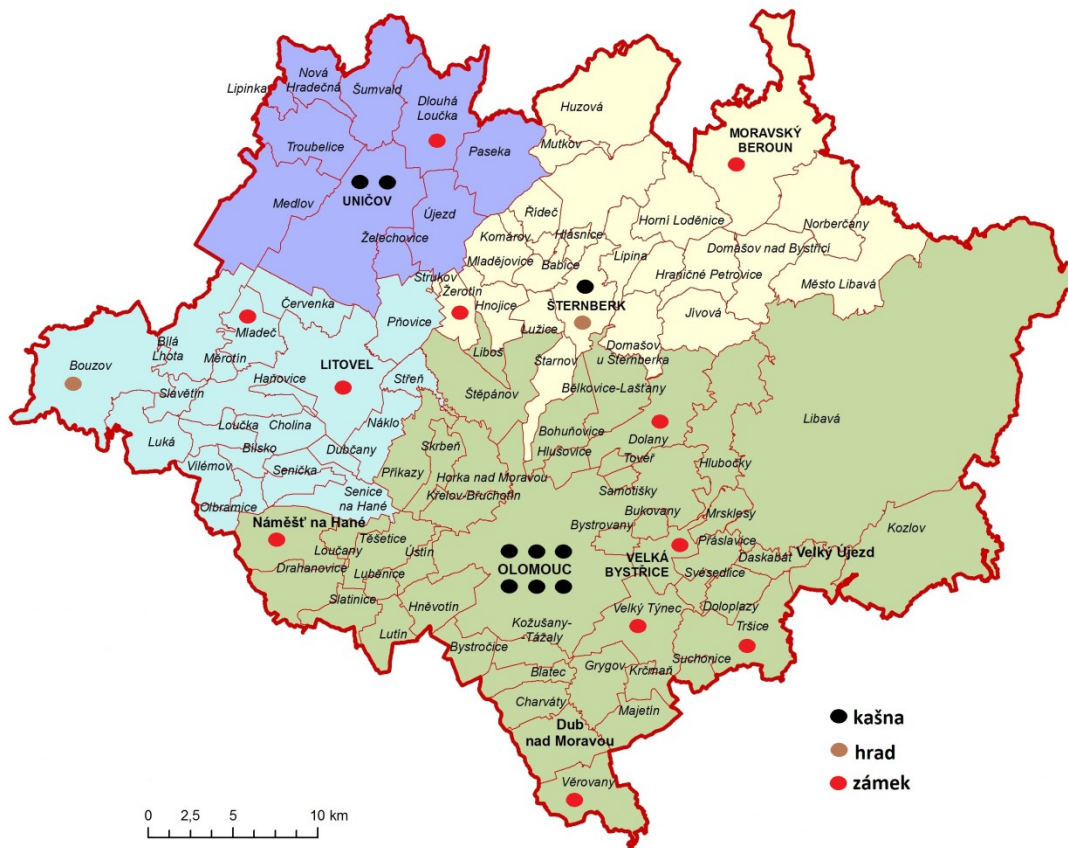 Nová
Hradečná
Lipinka
Šumvald
Dlouhá
Loučka
Troubelice
Paseka
Medlov
UNIČOV
Újezd
Želechovice
Huzová
Mutkov
MORAVSKÝ
BEROUN
Řídeč
Komárov
Hlásnice
Horní Loděnice
Norberčany
Mladějovice
Babice
Lipina
Domašov nad Bystřicí
Strukov
Žerotín
Hnojice
Hraničné Petrovice
Město Libavá
ŠTERNBERK
Jívová
Lužice
Červenka
Pňovice
Mladeč
Bílá
Lhota
Měrotín
Bouzov
Haňovice
LITOVEL
Střeň
Slavětín
Liboš
Štarnov
Domašov
u Šternberka
Štěpánov
Bělkovice-Lašťany
Libavá
Loučka
Cholina
Náklo
Luká
Bílsko
Dubčany
Skrbeň
Bohuňovice
Dolany
Hlušovice
Tovéř
Vilémov
Senička
Příkazy
Horka nad Moravou
Hlubočky
Křelov-Břuchotín
Samotišky
Olbramice
Senice
na Hané
Bukovany
Mrsklesy
Náměšť na Hané
Bystrovany
Kozlov
Těšetice
Loučany
Ústín
Přáslavice
Drahanovice
Luběnice
OLOMOUC
VELKÁ
BYSTŘICE
Daskabát
Velký Újezd
Svésedlice
Slatinice
Hněvotín
Velký Týnec
Doloplazy
Lutín
Kožušany-
-Tážaly
Tršice
Bystročice
Blatec
Grygov
Krčmaň
Suchonice
Charváty
Majetín
Dub
nad Moravou
Věrovany
kašna
hrad
zámek
0 2,5 5 10 km